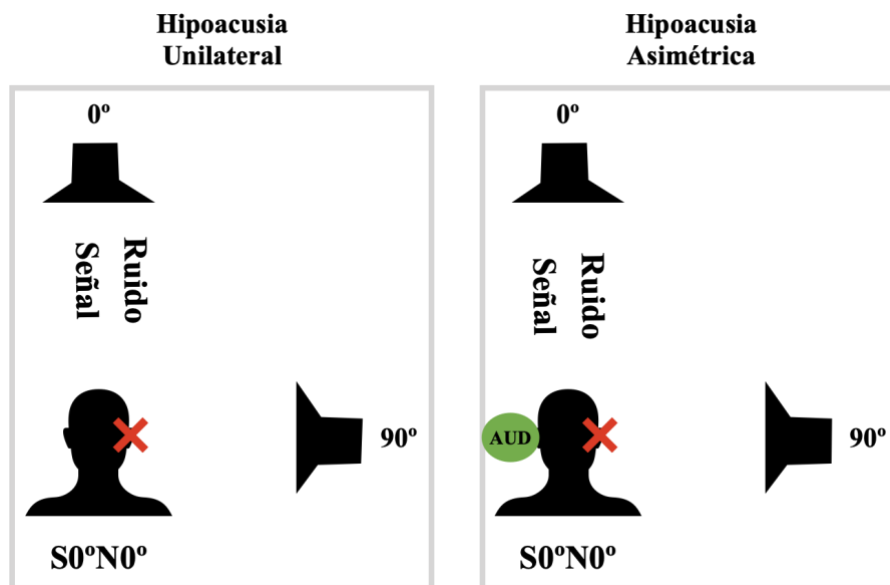 Hipoacusia
Unilateral
0º
Señal
Ruido
90º
S0ºN0º
Hipoacusia
Asimétrica
0º
Señal
Ruido
AUD
90º
S0ºN0º